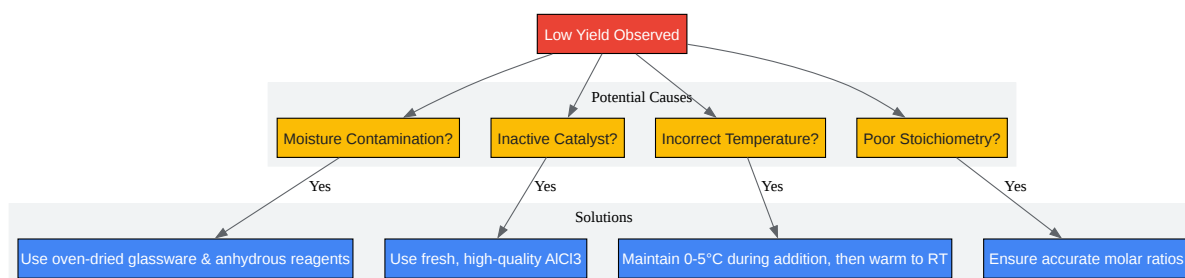 Low Yield Observed
Potential Causes
Moisture Contamination?
Inactive Catalyst?
Incorrect Temperature?
Poor Stoichiometry?
Yes
Yes
Yes
Yes
Solutions
Use oven-dried glassware & anhydrous reagents
Use fresh, high-quality AlCl3
Maintain 0-5°C during addition, then warm to RT
Ensure accurate molar ratios